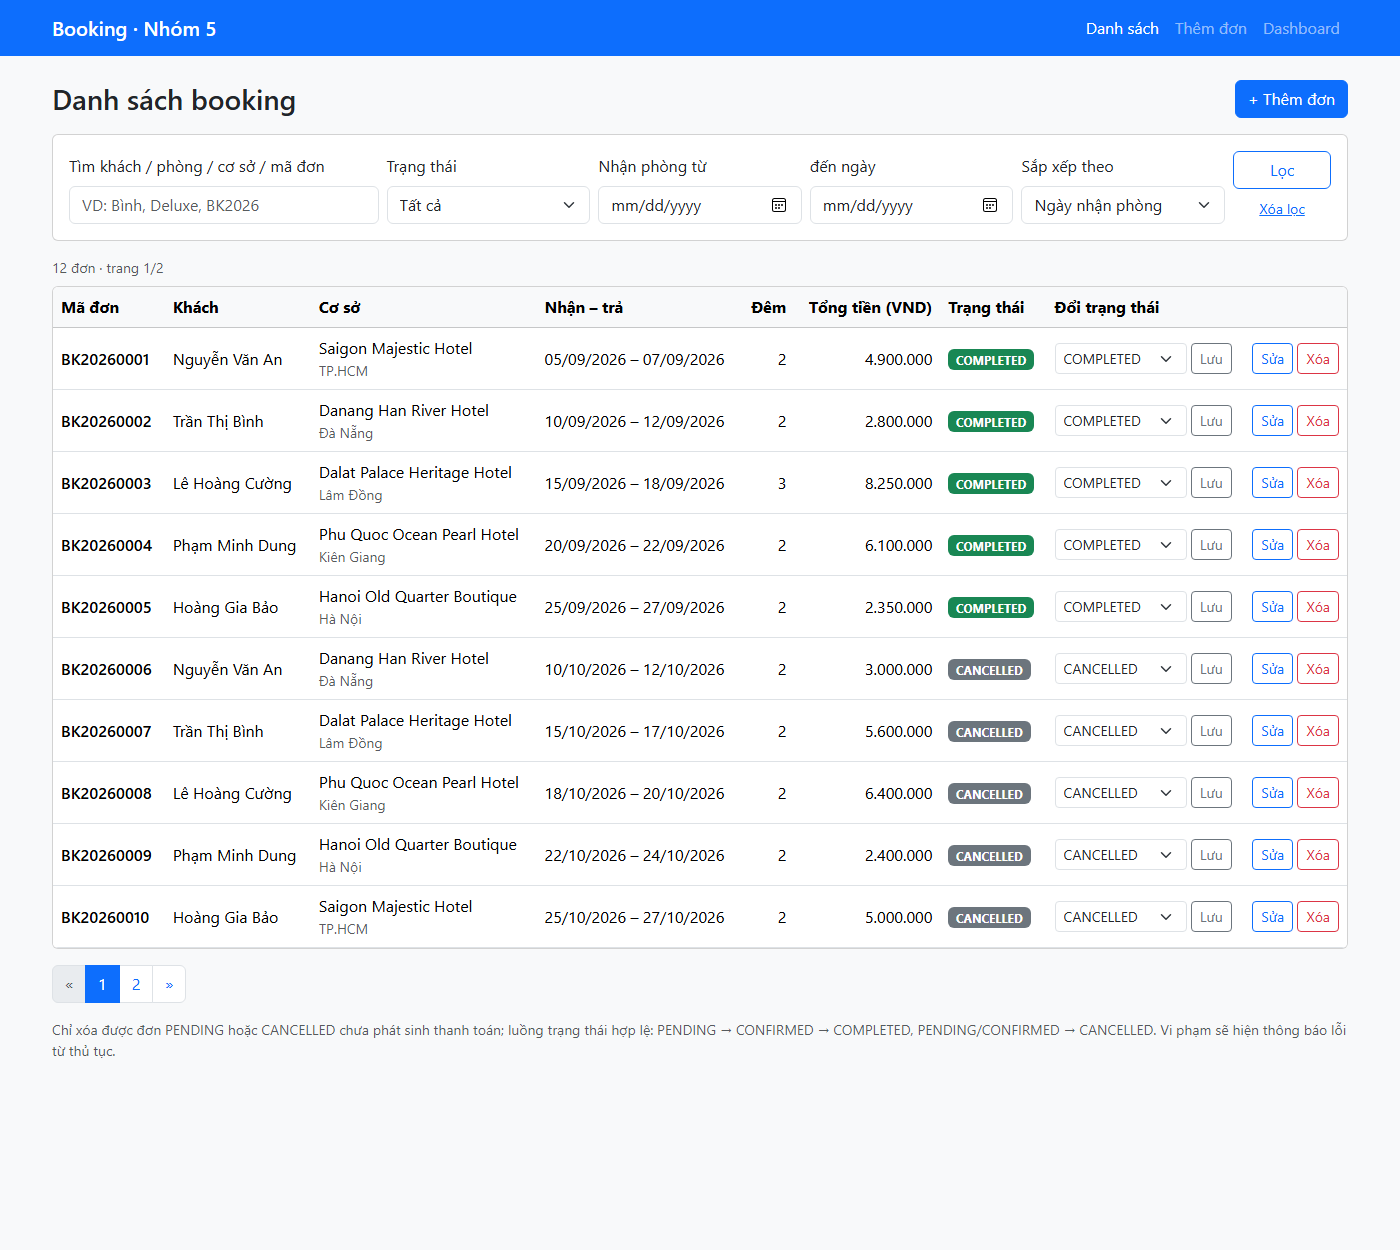 Booking · Nhóm 5
Danh sách Thêm đơn Dashboard
Danh sách booking
+ Thêm đơn
Tìm khách / phòng / cơ sở / mã đơn Trạng thái Nhận phòng từ đến ngày Sắp xếp theo
VD: Bình, Deluxe, BK2026 Tất cả mm/dd/yyyy mm/dd/yyyy Ngày nhận phòng
Lọc
Xóa lọc
12 đơn · trang 1/2
Mã đơn Khách Cơ sở Nhận – trả Đêm Tổng tiền (VND) Trạng thái Đổi trạng thái
BK20260001 Nguyễn Văn An Saigon Majestic Hotel 05/09/2026 – 07/09/2026 2 4.900.000 COMPLETED COMPLETED Lưu Sửa Xóa
TP.HCM
BK20260002 Trần Thị Bình Danang Han River Hotel 10/09/2026 – 12/09/2026 2 2.800.000 COMPLETED COMPLETED Lưu Sửa Xóa
Đà Nẵng
BK20260003 Lê Hoàng Cường Dalat Palace Heritage Hotel 15/09/2026 – 18/09/2026 3 8.250.000 COMPLETED COMPLETED Lưu Sửa Xóa
Lâm Đồng
BK20260004 Phạm Minh Dung Phu Quoc Ocean Pearl Hotel 20/09/2026 – 22/09/2026 2 6.100.000 COMPLETED COMPLETED Lưu Sửa Xóa
Kiên Giang
BK20260005 Hoàng Gia Bảo Hanoi Old Quarter Boutique 25/09/2026 – 27/09/2026 2 2.350.000 COMPLETED COMPLETED Lưu Sửa Xóa
Hà Nội
BK20260006 Nguyễn Văn An Danang Han River Hotel 10/10/2026 – 12/10/2026 2 3.000.000 CANCELLED CANCELLED Lưu Sửa Xóa
Đà Nẵng
BK20260007 Trần Thị Bình Dalat Palace Heritage Hotel 15/10/2026 – 17/10/2026 2 5.600.000 CANCELLED CANCELLED Lưu Sửa Xóa
Lâm Đồng
BK20260008 Lê Hoàng Cường Phu Quoc Ocean Pearl Hotel 18/10/2026 – 20/10/2026 2 6.400.000 CANCELLED CANCELLED Lưu Sửa Xóa
Kiên Giang
BK20260009 Phạm Minh Dung Hanoi Old Quarter Boutique 22/10/2026 – 24/10/2026 2 2.400.000 CANCELLED CANCELLED Lưu Sửa Xóa
Hà Nội
BK20260010 Hoàng Gia Bảo Saigon Majestic Hotel 25/10/2026 – 27/10/2026 2 5.000.000 CANCELLED CANCELLED Lưu Sửa Xóa
TP.HCM
« 1 2 »
Chỉ xóa được đơn PENDING hoặc CANCELLED chưa phát sinh thanh toán; luồng trạng thái hợp lệ: PENDING → CONFIRMED → COMPLETED, PENDING/CONFIRMED → CANCELLED. Vi phạm sẽ hiện thông báo lỗi
từ thủ tục.